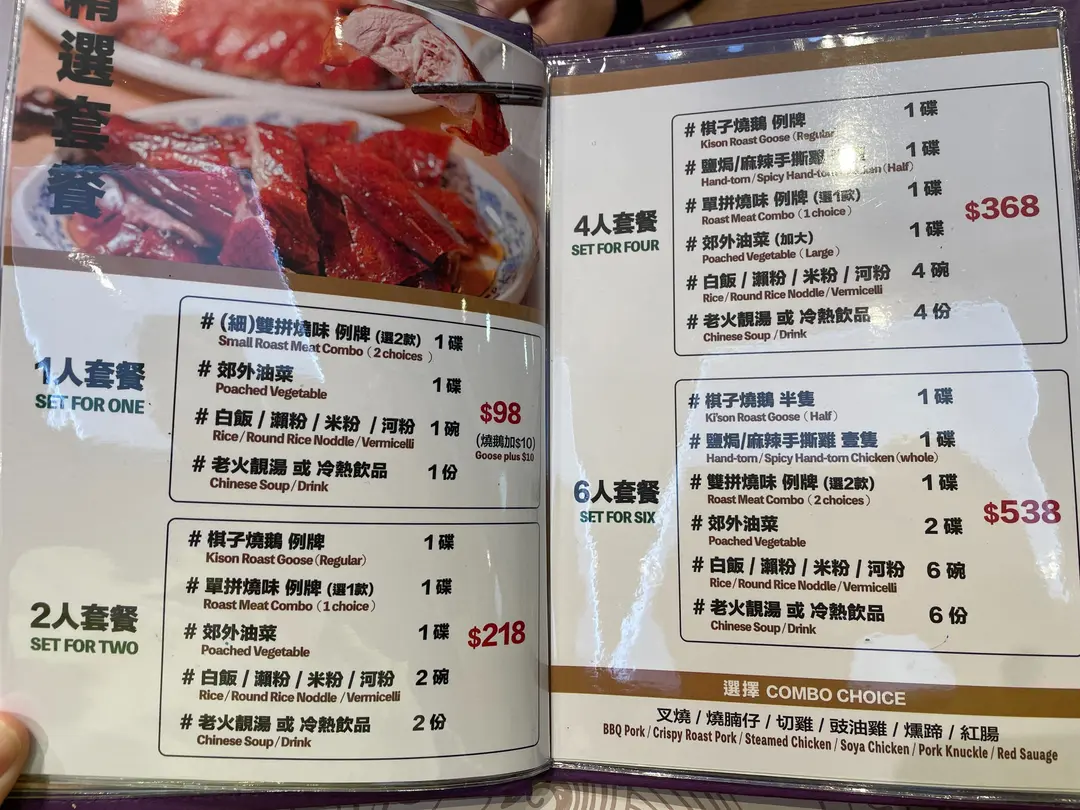 精選套餐
1人套餐
SET FOR ONE
# (細)雙拼燒味 例牌 (選2款) 1 碟
Small Roast Meat Combo ( 2 choices )
# 郊外油菜 1 碟
Poached Vegetable
# 白飯 / 瀨粉 / 米粉 / 河粉 1 碗
Rice / Round Rice Noddle / Vermicelli
# 老火靚湯 或 冷熱飲品 1 份
Chinese Soup / Drink
$98
(燒鵝加$10)
Goose plus $10
2人套餐
SET FOR TWO
# 棋子燒鵝 例牌 1 碟
Kison Roast Goose (Regular)
# 單拼燒味 例牌 (選1款) 1 碟
Roast Meat Combo ( 1 choice )
# 郊外油菜 1 碟
Poached Vegetable
# 白飯 / 瀨粉 / 米粉 / 河粉 2 碗
Rice / Round Rice Noddle / Vermicelli
# 老火靚湯 或 冷熱飲品 2 份
Chinese Soup / Drink
$218
4人套餐
SET FOR FOUR
# 棋子燒鵝 例牌 1 碟
Kison Roast Goose (Regular
# 鹽焗/麻辣手撕雞 1 碟
Hand-torn / Spicy Hand-torn Chicken (Half)
# 單拼燒味 例牌 (選1款) 1 碟
Roast Meat Combo ( 1 choice )
# 郊外油菜 (加大) 1 碟
Poached Vegetable ( Large )
# 白飯 / 瀨粉 / 米粉 / 河粉 4 碗
Rice / Round Rice Noddle / Vermicelli
# 老火靚湯 或 冷熱飲品 4 份
Chinese Soup / Drink
$368
6人套餐
SET FOR SIX
# 棋子燒鵝 半隻 1 碟
Ki'son Roast Goose ( Half )
# 鹽焗/麻辣手撕雞 壹隻 1 碟
Hand-torn / Spicy Hand-torn Chicken (whole)
# 雙拼燒味 例牌 (選2款) 1 碟
Roast Meat Combo ( 2 choices )
# 郊外油菜 2 碟
Poached Vegetable
# 白飯 / 瀨粉 / 米粉 / 河粉 6 碗
Rice / Round Rice Noddle / Vermicelli
# 老火靚湯 或 冷熱飲品 6 份
Chinese Soup / Drink
$538
選擇 COMBO CHOICE
叉燒 / 燒腩仔 / 切雞 / 豉油雞 / 燻蹄 / 紅腸
BBQ Pork / Crispy Roast Pork / Steamed Chicken / Soya Chicken / Pork Knuckle / Red Sauage